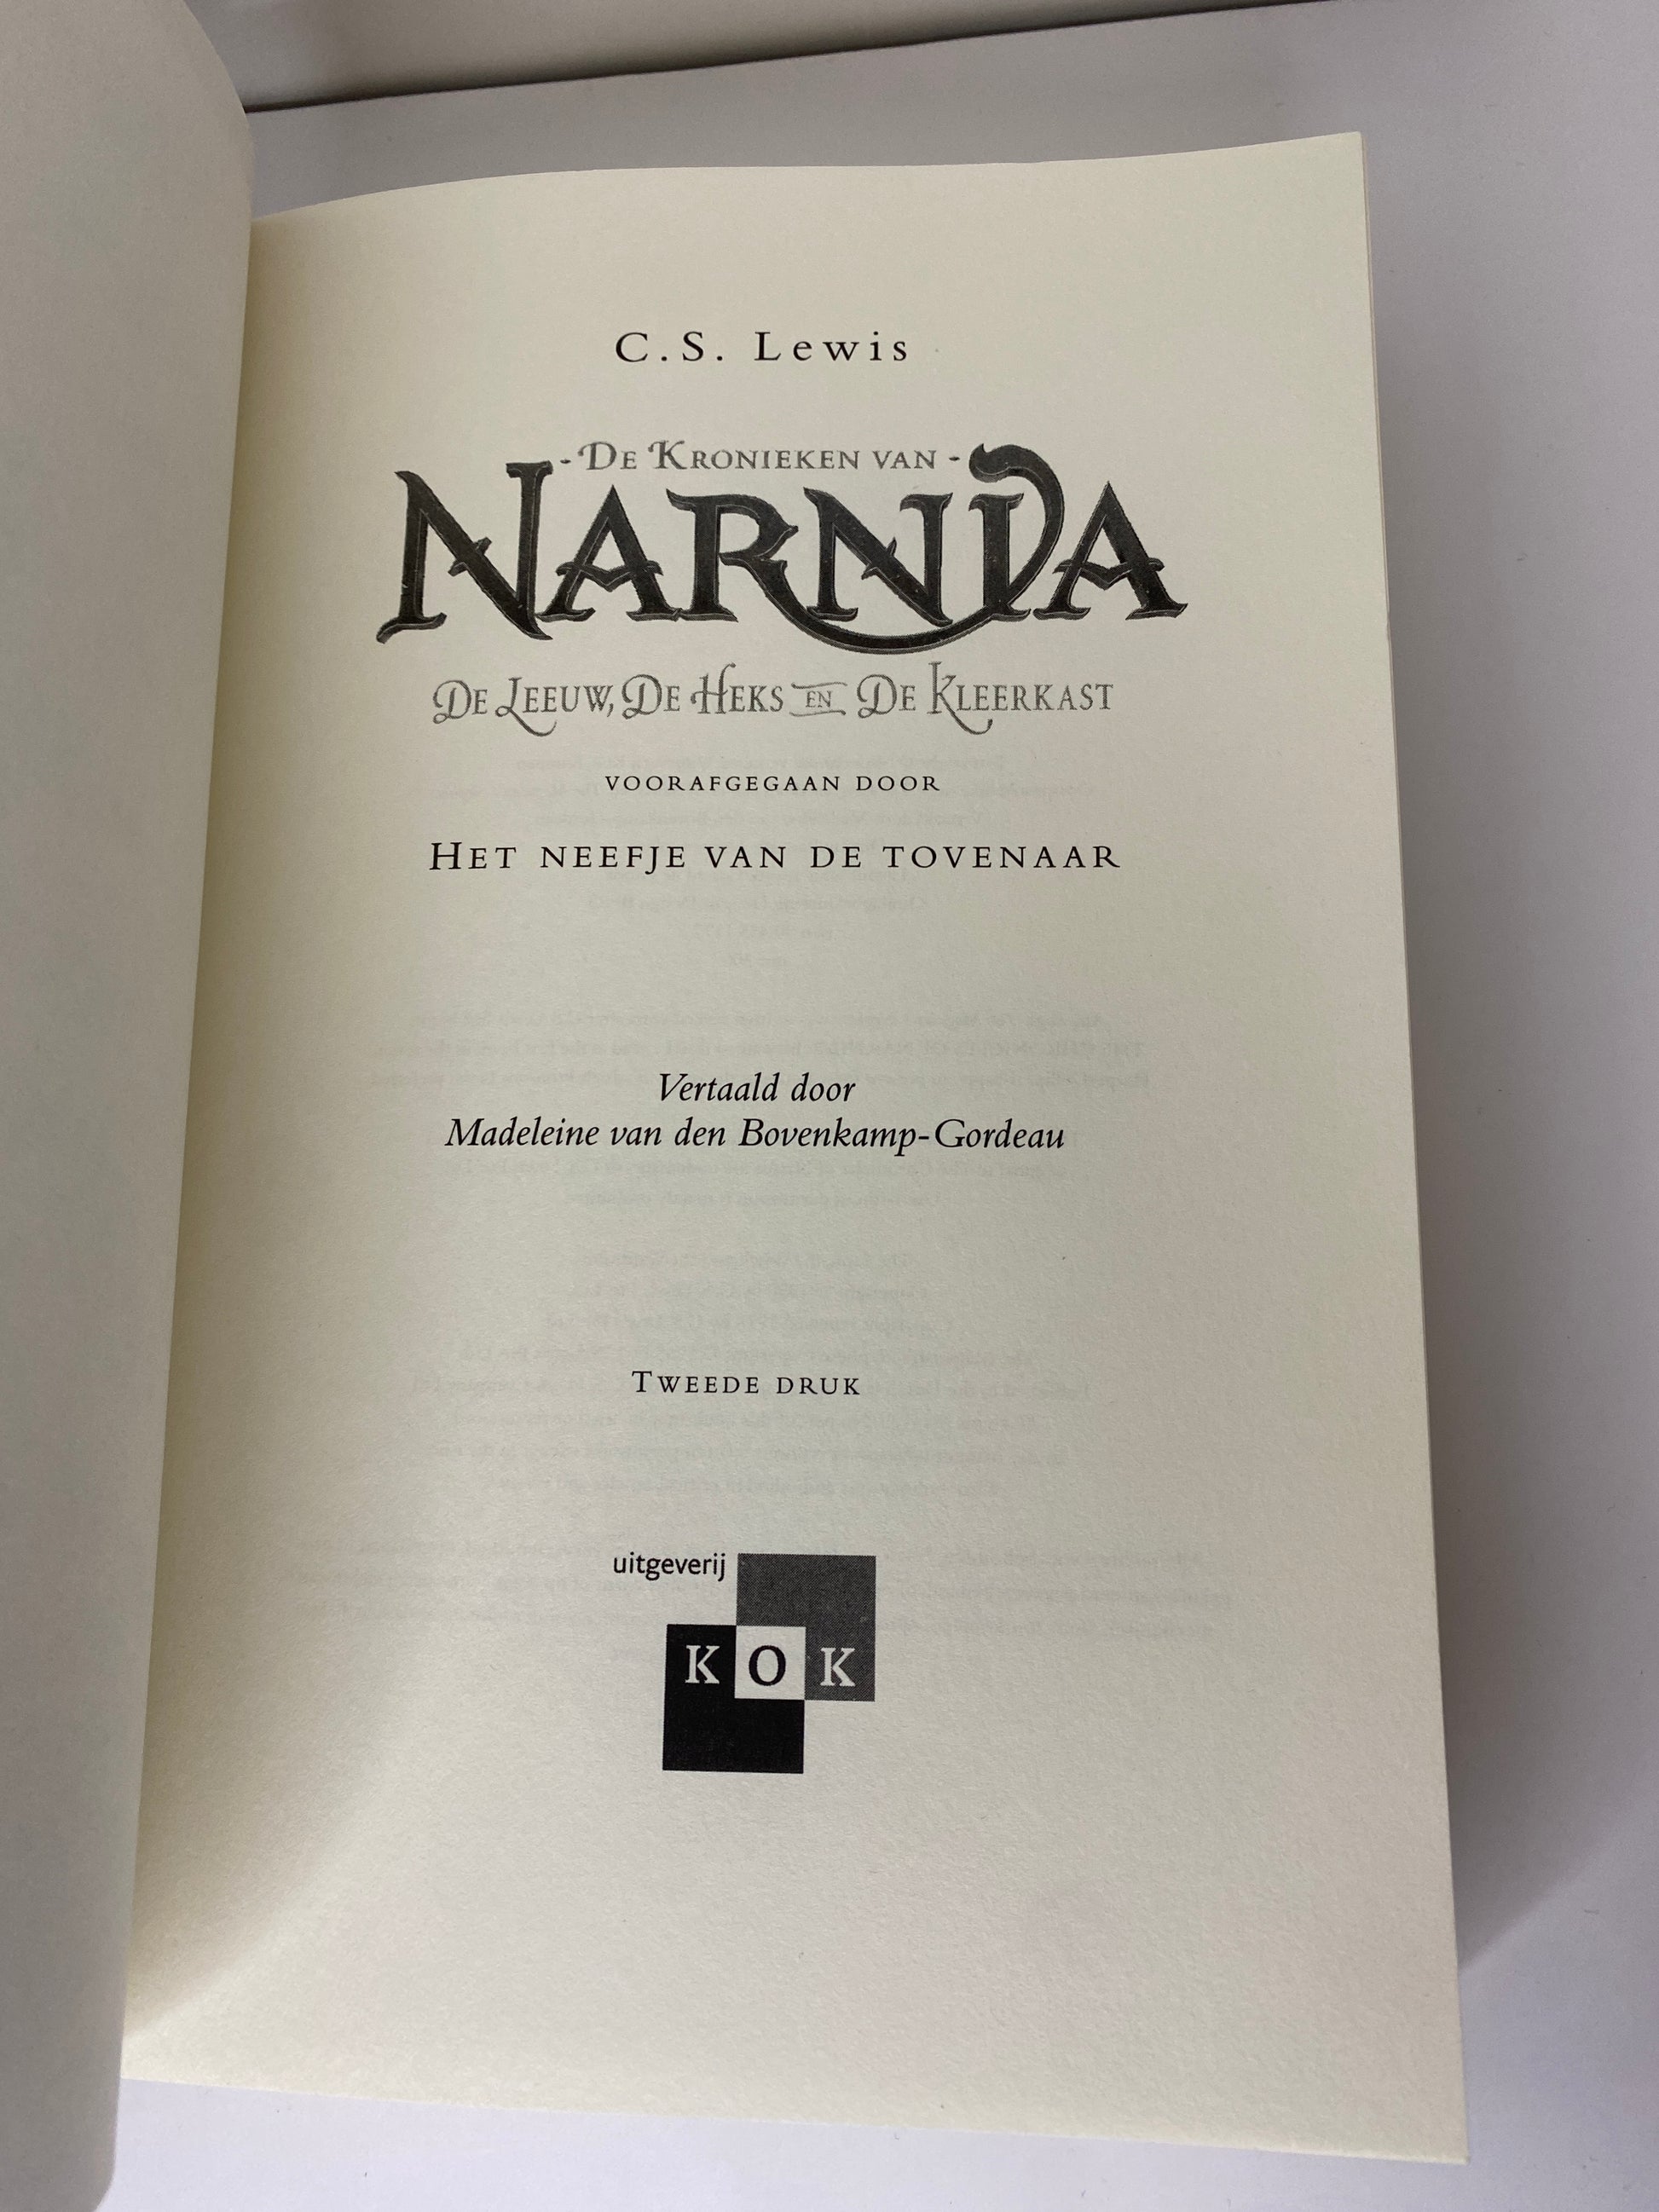 C.S. Lewis
- De Kronieken van -
Narnia
De Leeuw, De Heks en De Kleerkast
voorafgegaan door
Het neefje van de tovenaar
Vertaald door
Madeleine van den Bovenkamp-Gordeau
Tweede druk
uitgeverij
KOK